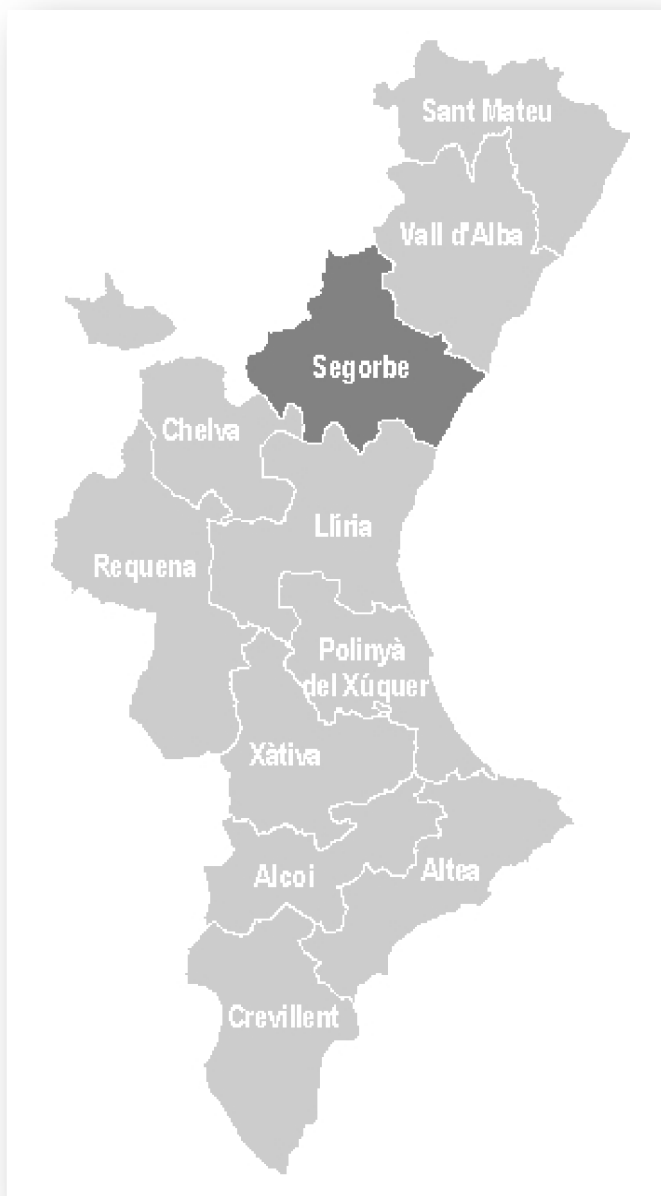 Sant Mateu
Vall d'Alba
Segorbe
Chelva
Llíria
Requena
Polinyà
del Xúquer
Xàtiva
Alcoi
Altea
Crevillent